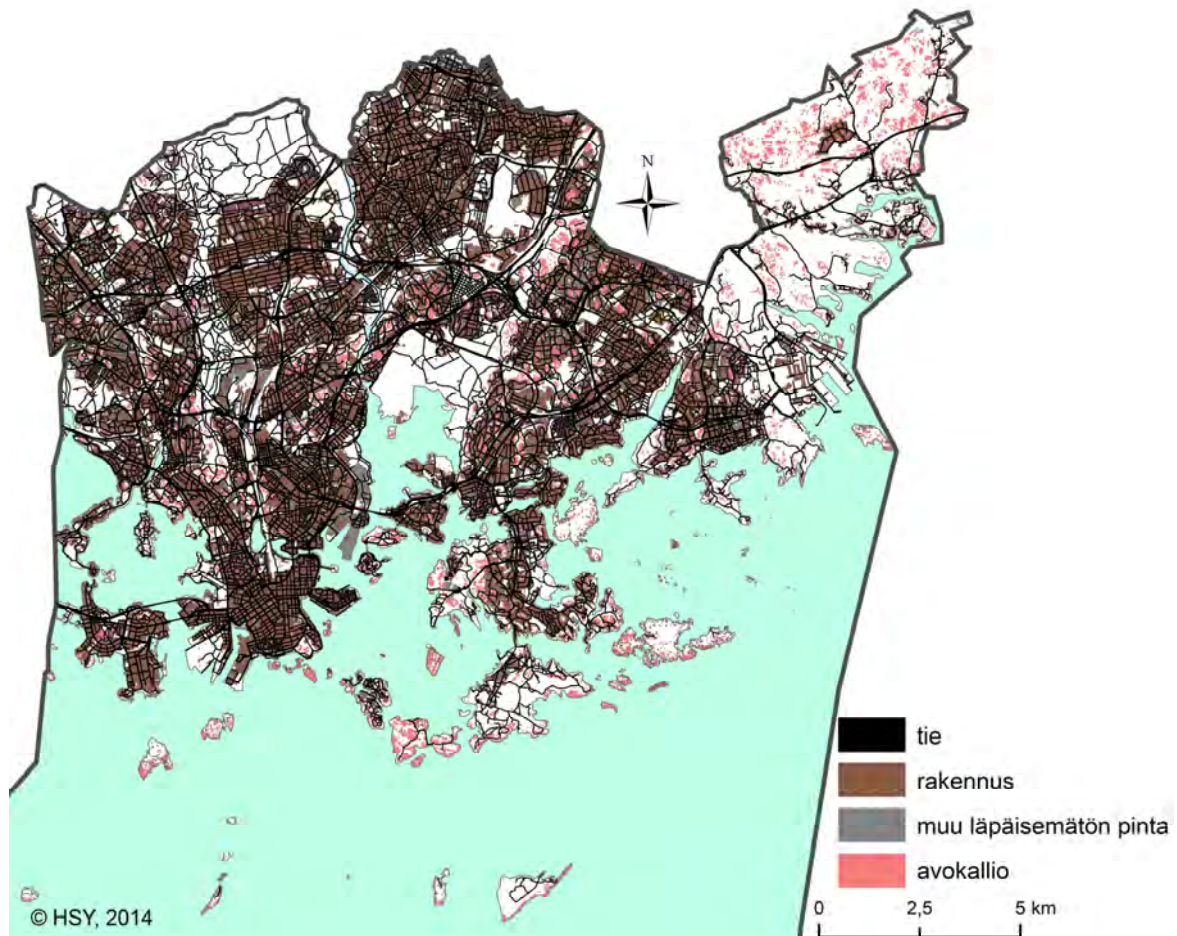 N
tie
rakennus
muu läpäisemätön pinta
avokallio
0 2,5 5 km
© HSY, 2014